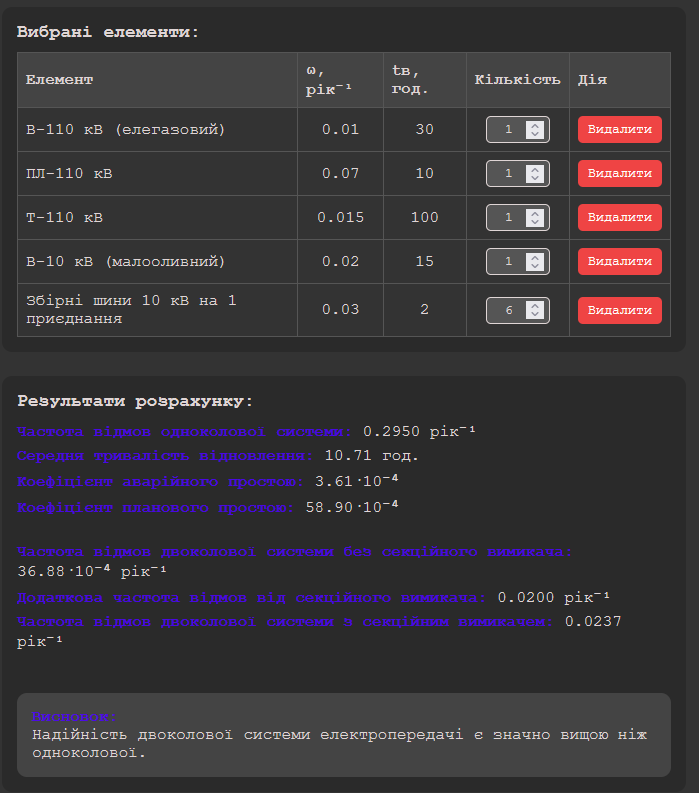 Вибрані елементи:
Елемент ω, рік⁻¹ tв, год. Кількість Дія
В-110 кВ (елегазовий) 0.01 30 1 Видалити
ПЛ-110 кВ 0.07 10 1 Видалити
Т-110 кВ 0.015 100 1 Видалити
В-10 кВ (малооливний) 0.02 15 1 Видалити
Збірні шини 10 кВ на 1
приєднання 0.03 2 6 Видалити
Результати розрахунку:
Частота відмов одноколової системи: 0.2950 рік⁻¹
Середня тривалість відновлення: 10.71 год.
Коефіцієнт аварійного простою: 3.61·10⁻⁴
Коефіцієнт планового простою: 58.90·10⁻⁴
Частота відмов двоколової системи без секційного вимикача:
36.88·10⁻⁴ рік⁻¹
Додаткова частота відмов від секційного вимикача: 0.0200 рік⁻¹
Частота відмов двоколової системи з секційним вимикачем: 0.0237
рік⁻¹
Висновок:
Надійність двоколової системи електропередачі є значно вищою ніж
одноколової.